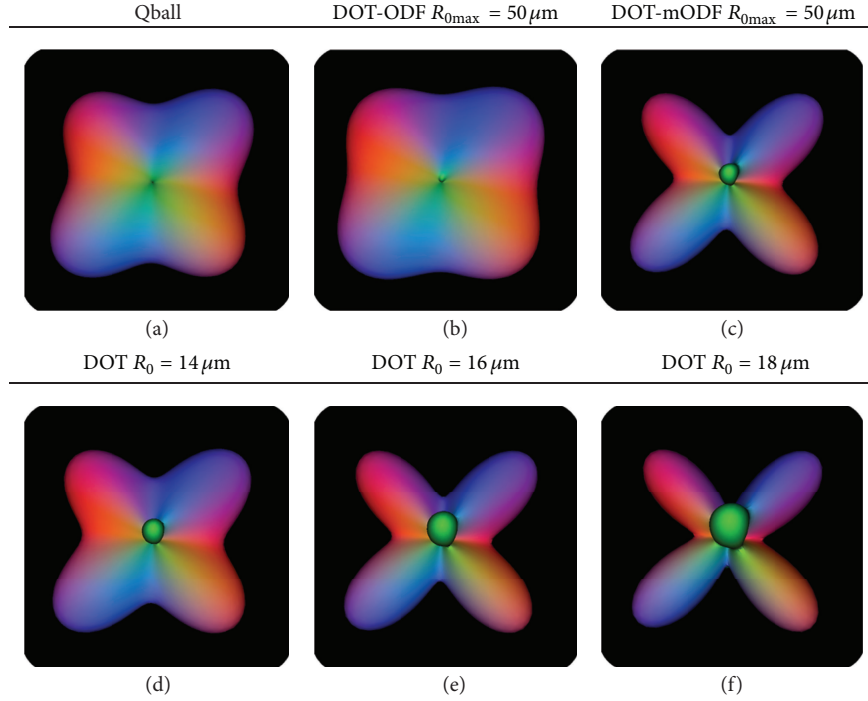 Qball
DOT-ODF R0max = 50 μm
DOT-mODF R0max = 50 μm
(a)
(b)
(c)
DOT R0 = 14 μm
DOT R0 = 16 μm
DOT R0 = 18 μm
(d)
(e)
(f)